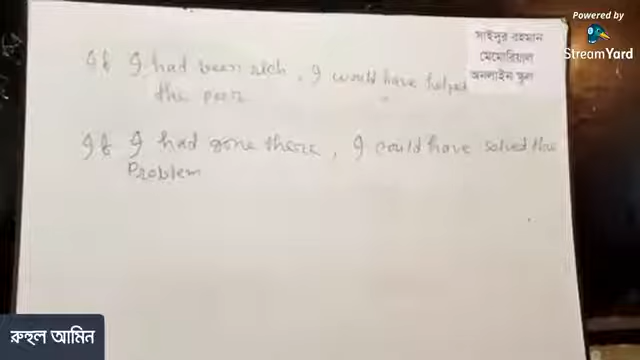 Powered by
StreamYard
সাইদুর রহমান
মেমোরিয়াল
অনলাইন স্কুল
If I had been rich, I would have helped
the poor
If I had gone there, I could have solved the
Problem
রুহুল আমিন